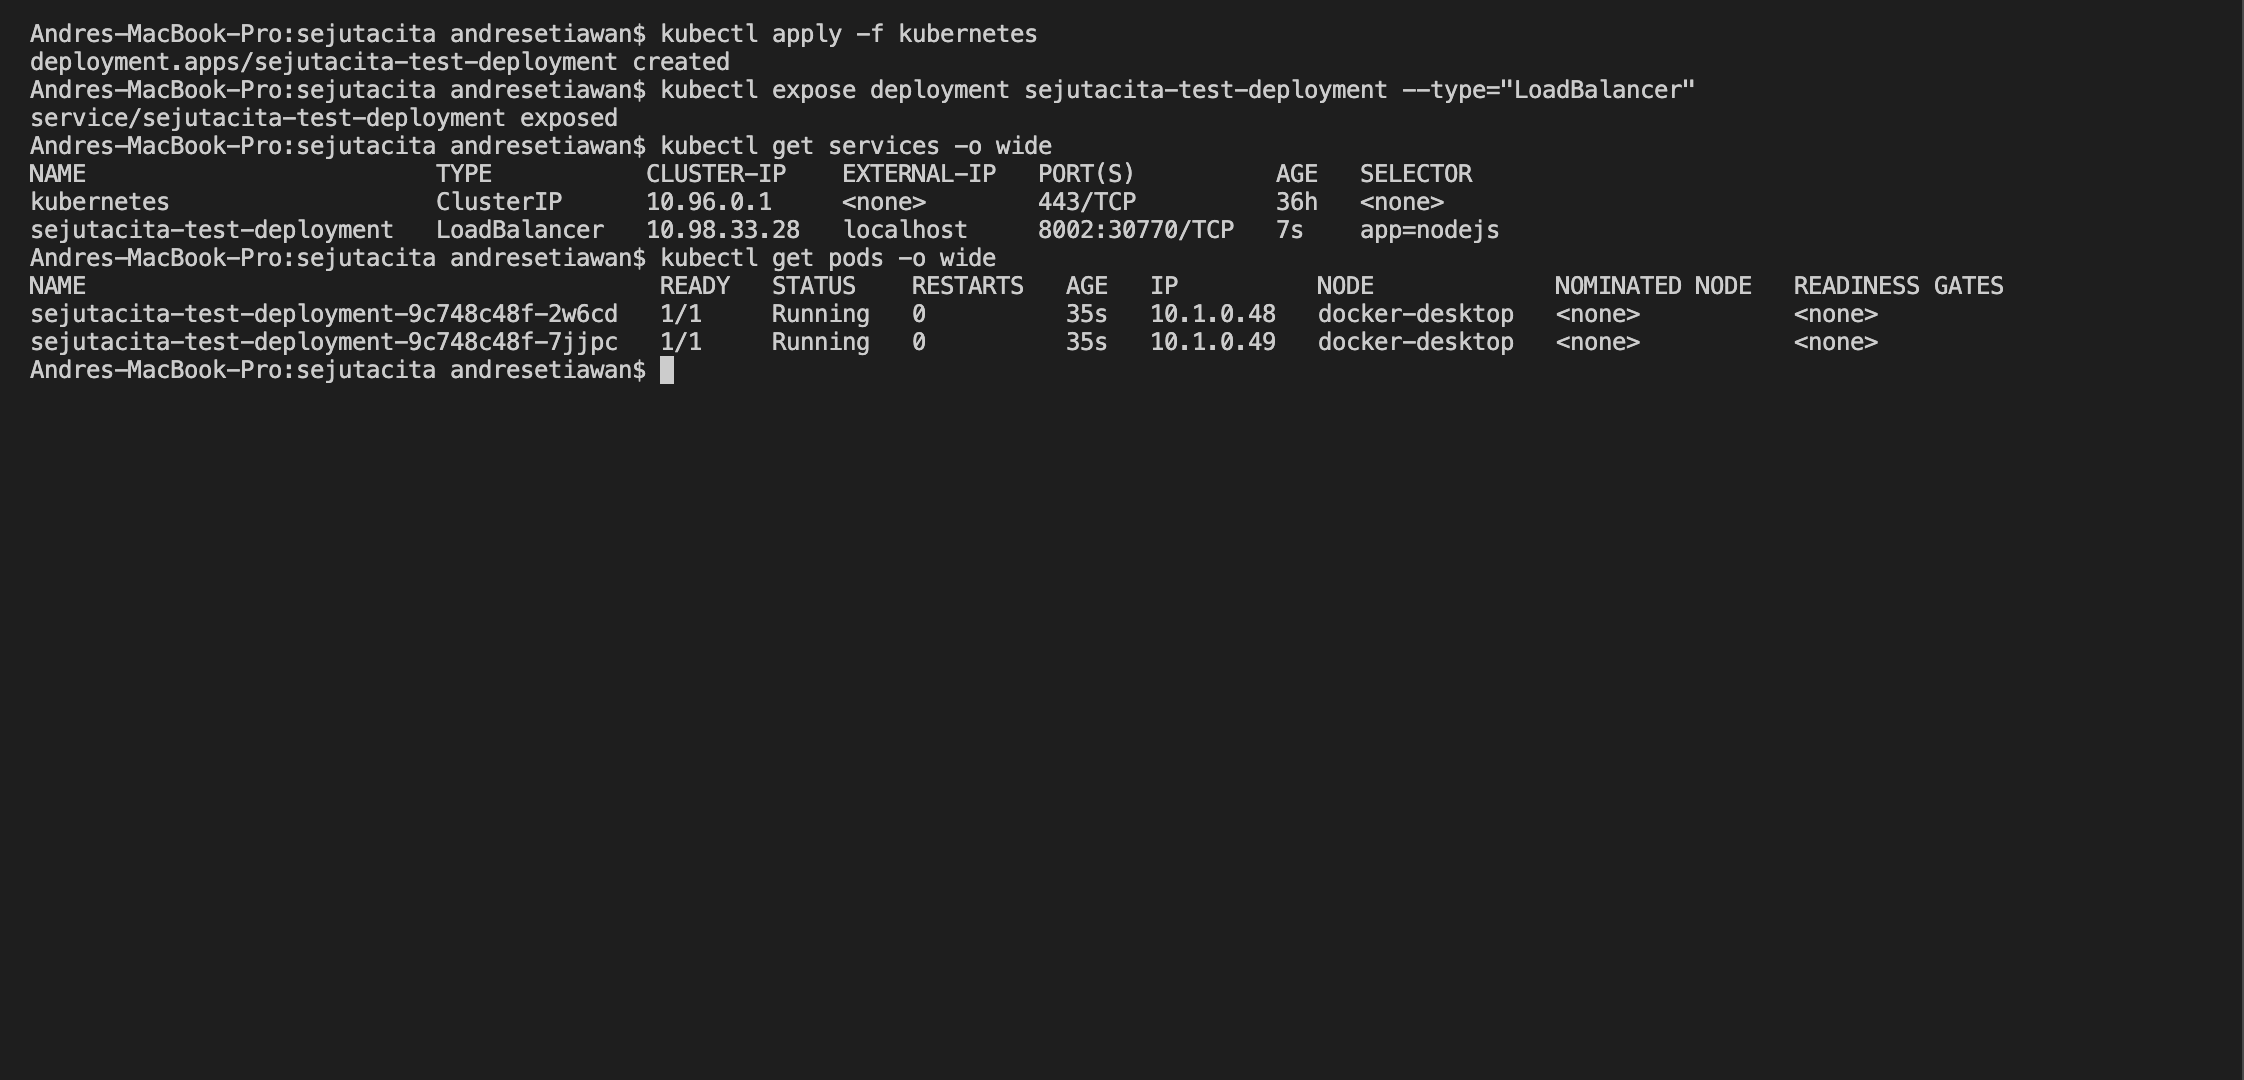 Andres-MacBook-Pro:sejutacita andresetiawan$ kubectl apply -f kubernetes
deployment.apps/sejutacita-test-deployment created
Andres-MacBook-Pro:sejutacita andresetiawan$ kubectl expose deployment sejutacita-test-deployment --type="LoadBalancer"
service/sejutacita-test-deployment exposed
Andres-MacBook-Pro:sejutacita andresetiawan$ kubectl get services -o wide
NAME                         TYPE           CLUSTER-IP    EXTERNAL-IP   PORT(S)          AGE   SELECTOR
kubernetes                   ClusterIP      10.96.0.1     <none>        443/TCP          36h   <none>
sejutacita-test-deployment   LoadBalancer   10.98.33.28   localhost     8002:30770/TCP   7s    app=nodejs
Andres-MacBook-Pro:sejutacita andresetiawan$ kubectl get pods -o wide
NAME                                         READY   STATUS    RESTARTS   AGE   IP          NODE             NOMINATED NODE   READINESS GATES
sejutacita-test-deployment-9c748c48f-2w6cd   1/1     Running   0          35s   10.1.0.48   docker-desktop   <none>           <none>
sejutacita-test-deployment-9c748c48f-7jjpc   1/1     Running   0          35s   10.1.0.49   docker-desktop   <none>           <none>
Andres-MacBook-Pro:sejutacita andresetiawan$